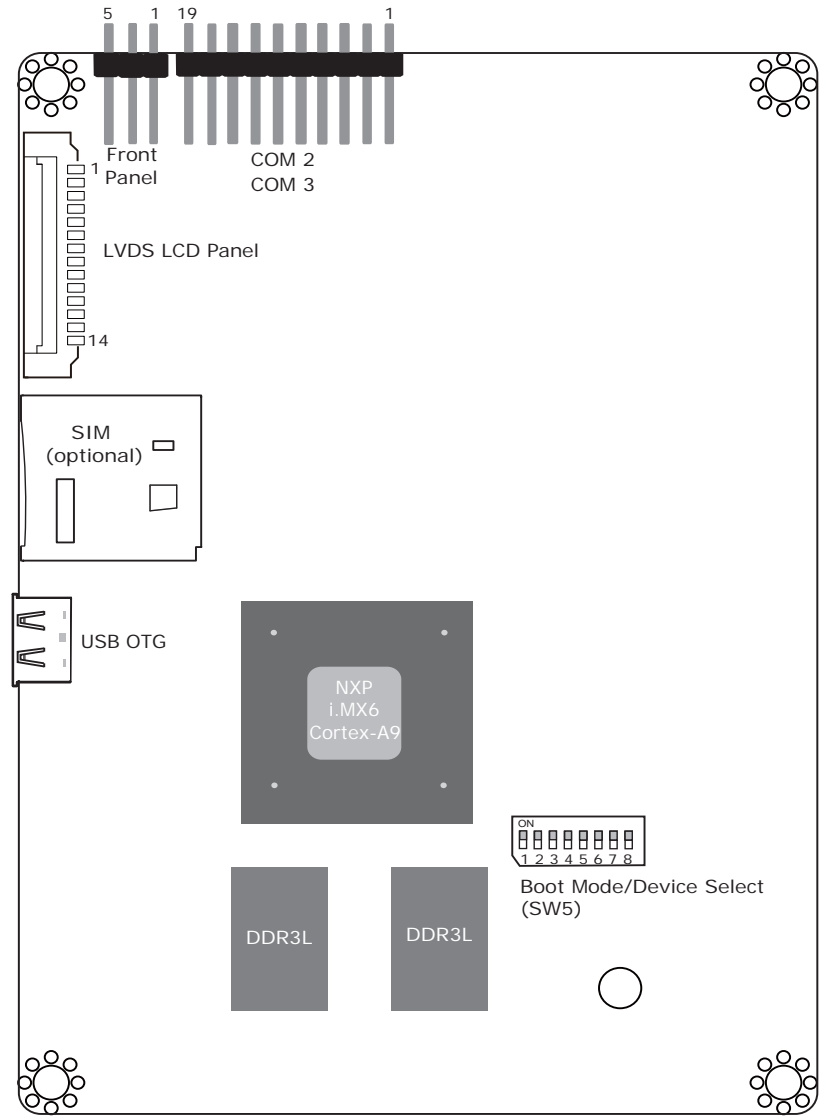 5 1 19 1
Front
Panel
COM 2
COM 3
1
LVDS LCD Panel
14
SIM
(optional)
USB OTG
NXP
i.MX6
Cortex-A9
ON
1 2 3 4 5 6 7 8
Boot Mode/Device Select
(SW5)
DDR3L
DDR3L